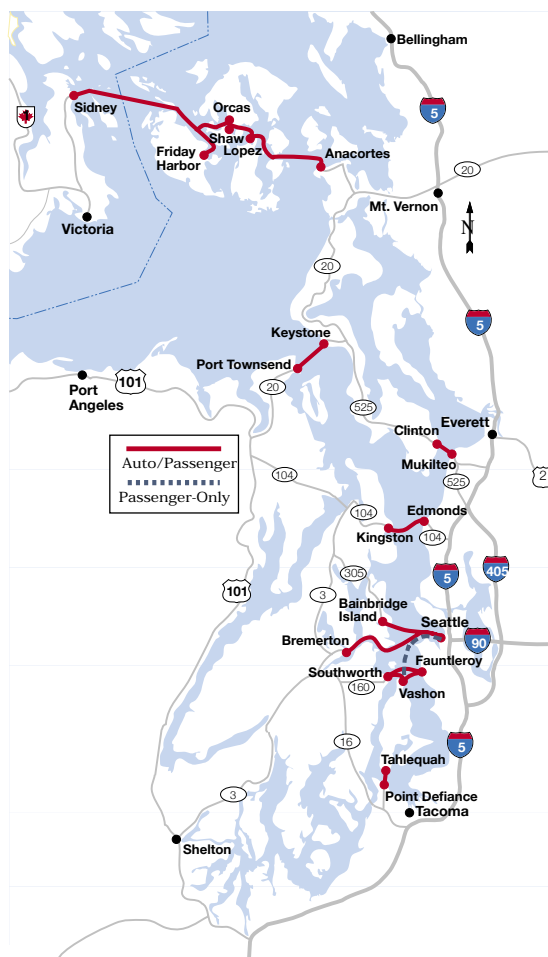 Bellingham
Sidney
5
Orcas
Shaw
Lopez
Friday
Harbor
Anacortes
20
Mt. Vernon
Victoria
N
20
5
Keystone
Port Townsend
101
Port
Angeles
20
525
Clinton
Everett
Mukilteo
Auto/Passenger
Passenger-Only
2
104
525
104
Edmonds
Kingston
104
305
5
405
101
3
Bainbridge
Island
Seattle
90
Bremerton
Fauntleroy
Southworth
160
Vashon
16
5
Tahlequah
3
Point Defiance
Tacoma
Shelton